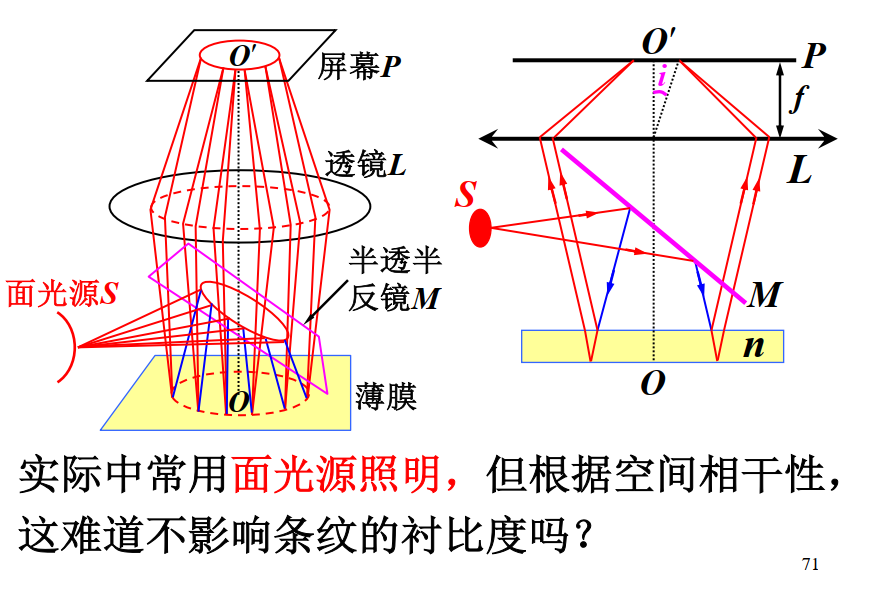 O′
屏幕P
透镜L
半透半
反镜M
面光源S
薄膜
O
O′
P
i
f
L
S
M
n
O
实际中常用面光源照明，但根据空间相干性，
这难道不影响条纹的衬比度吗？
71